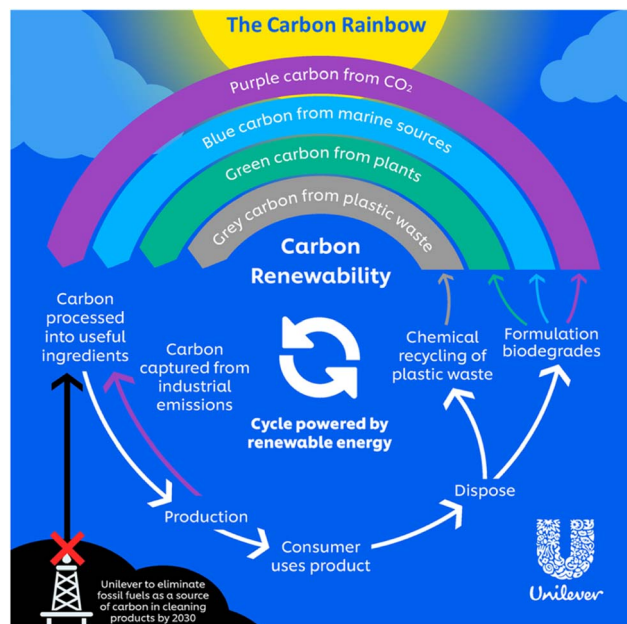 The Carbon Rainbow
Purple carbon from CO₂
Blue carbon from marine sources
Green carbon from plants
Grey carbon from plastic waste
Carbon
Renewability
Carbon
processed
into useful
ingredients
Carbon
captured from
industrial
emissions
Cycle powered by
renewable energy
Chemical
recycling of
plastic waste
Formulation
biodegrades
Production
Consumer
uses product
Dispose
Unilever to eliminate
fossil fuels as a source
of carbon in cleaning
products by 2030
Unilever